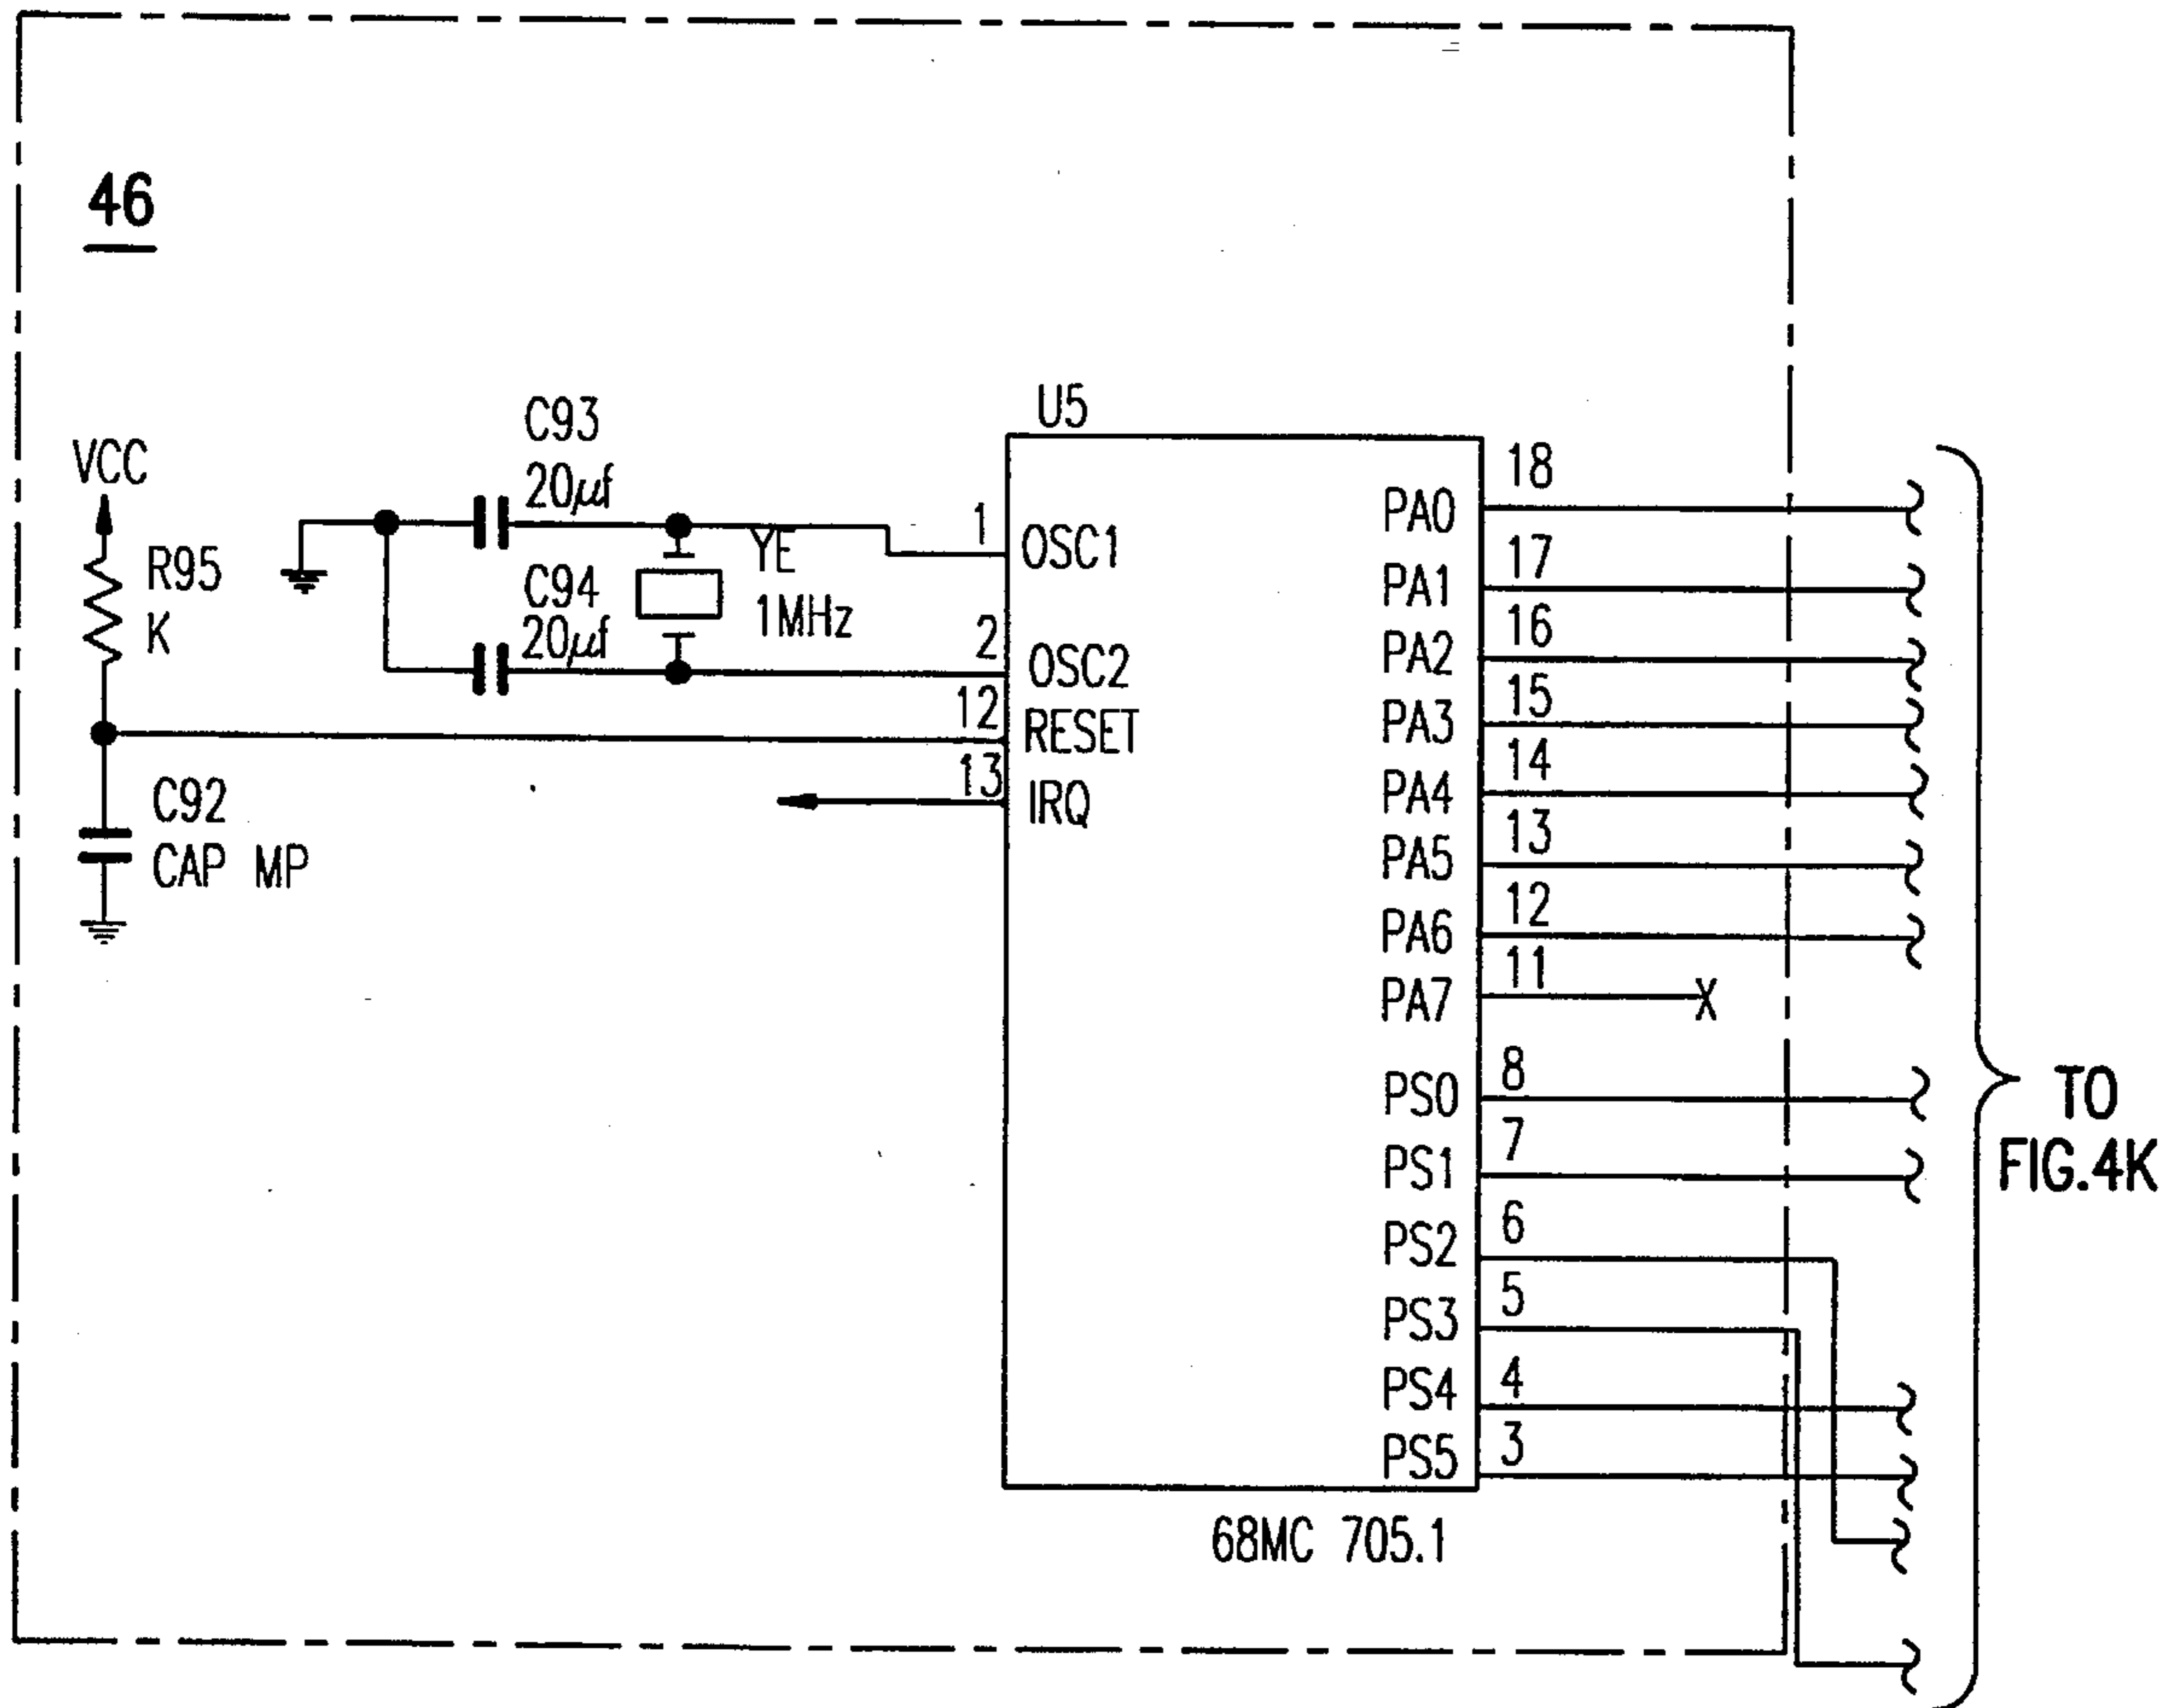 46
VCC
R95
K
C92
CAP MP
C93
20µf
C94
20µf
YE
1MHz
U5
1
OSC1
2
OSC2
12
RESET
13
IRQ
PA0
18
PA1
17
PA2
16
PA3
15
PA4
14
PA5
13
PA6
12
PA7
11
X
PS0
8
PS1
7
PS2
6
PS3
5
PS4
4
PS5
3
68MC 705.1
TO
FIG.4K